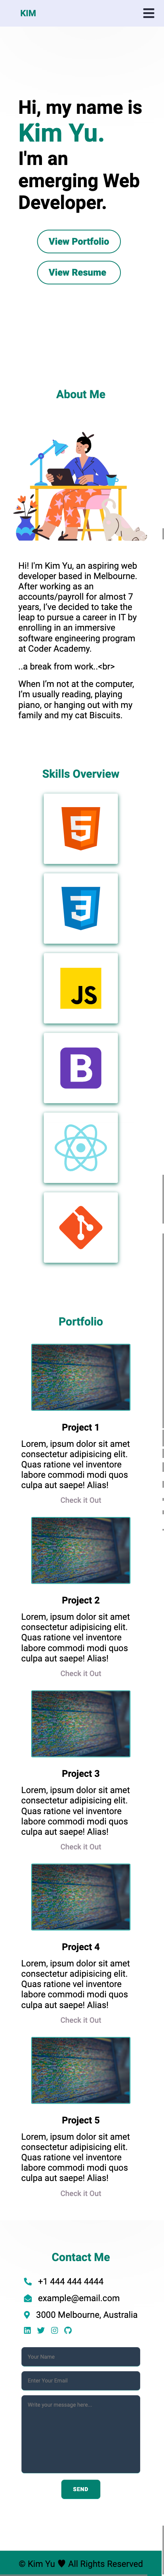 KIM
Hi, my name is
Kim Yu.
I'm an
emerging Web
Developer.
View Portfolio
View Resume
About Me
Hi! I'm Kim Yu, an aspiring web
developer based in Melbourne.
After working as an
accounts/payroll for almost 7
years, I've decided to take the
leap to pursue a career in IT by
enrolling in an immersive
software engineering program
at Coder Academy.
..a break from work..<br>
When I'm not at the computer,
I'm usually reading, playing
piano, or hanging out with my
family and my cat Biscuits.
Skills Overview
5
3
JS
B
Portfolio
Project 1
Lorem, ipsum dolor sit amet
consectetur adipisicing elit.
Quas ratione vel inventore
labore commodi modi quos
culpa aut saepe! Alias!
Check it Out
Project 2
Lorem, ipsum dolor sit amet
consectetur adipisicing elit.
Quas ratione vel inventore
labore commodi modi quos
culpa aut saepe! Alias!
Check it Out
Project 3
Lorem, ipsum dolor sit amet
consectetur adipisicing elit.
Quas ratione vel inventore
labore commodi modi quos
culpa aut saepe! Alias!
Check it Out
Project 4
Lorem, ipsum dolor sit amet
consectetur adipisicing elit.
Quas ratione vel inventore
labore commodi modi quos
culpa aut saepe! Alias!
Check it Out
Project 5
Lorem, ipsum dolor sit amet
consectetur adipisicing elit.
Quas ratione vel inventore
labore commodi modi quos
culpa aut saepe! Alias!
Check it Out
Contact Me
+1 444 444 4444
example@email.com
3000 Melbourne, Australia
Your Name
Enter Your Email
Write your message here...
SEND
© Kim Yu ♥ All Rights Reserved